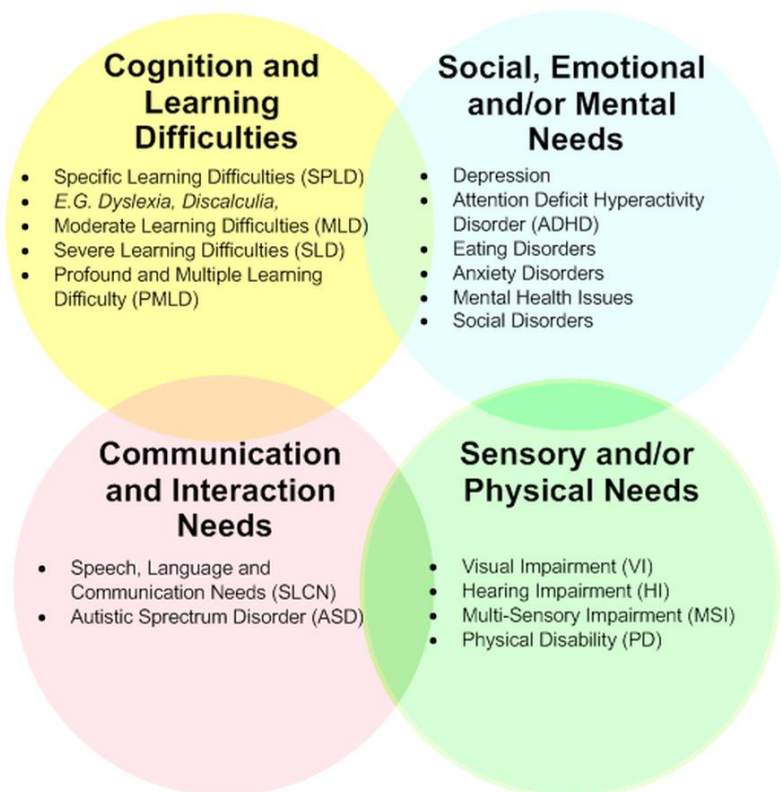 Cognition and
Learning
Difficulties
• Specific Learning Difficulties (SPLD)
• E.G. Dyslexia, Discalculia,
• Moderate Learning Difficulties (MLD)
• Severe Learning Difficulties (SLD)
• Profound and Multiple Learning
Difficulty (PMLD)
Social, Emotional
and/or Mental
Needs
• Depression
• Attention Deficit Hyperactivity
Disorder (ADHD)
• Eating Disorders
• Anxiety Disorders
• Mental Health Issues
• Social Disorders
Communication
and Interaction
Needs
• Speech, Language and
Communication Needs (SLCN)
• Autistic Sprectrum Disorder (ASD)
Sensory and/or
Physical Needs
• Visual Impairment (VI)
• Hearing Impairment (HI)
• Multi-Sensory Impairment (MSI)
• Physical Disability (PD)